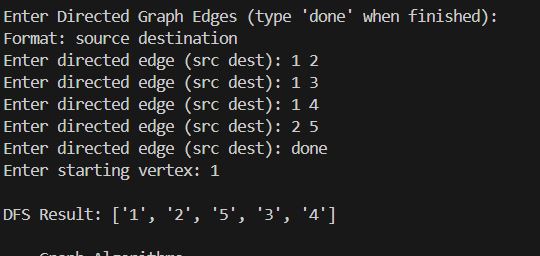 Enter Directed Graph Edges (type 'done' when finished):
Format: source destination
Enter directed edge (src dest): 1 2
Enter directed edge (src dest): 1 3
Enter directed edge (src dest): 1 4
Enter directed edge (src dest): 2 5
Enter directed edge (src dest): done
Enter starting vertex: 1
DFS Result: ['1', '2', '5', '3', '4']
Graph Algorithms